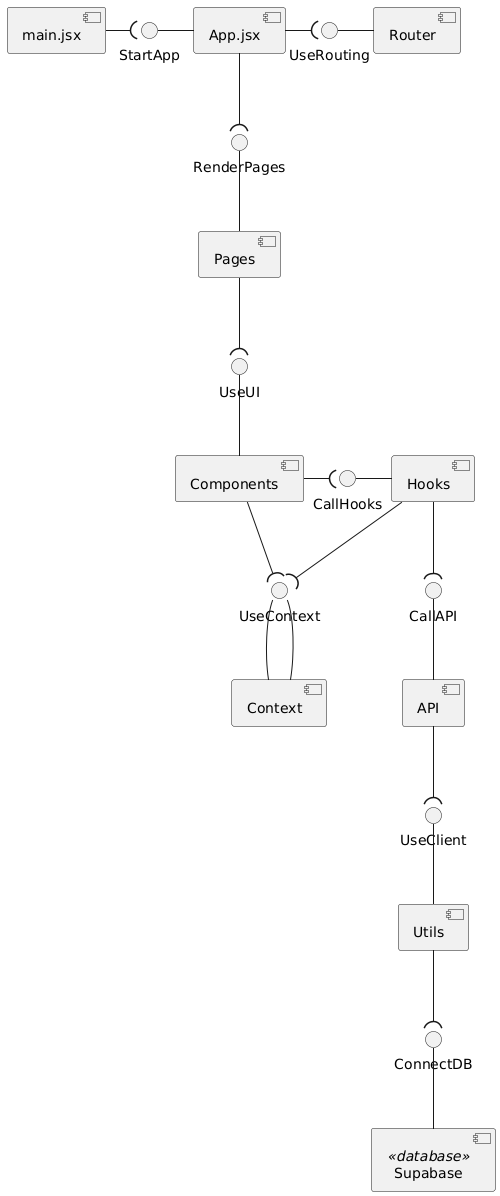 main.jsx
App.jsx
Router
StartApp
UseRouting
RenderPages
Pages
UseUI
Components
Hooks
CallHooks
UseContext
CallAPI
Context
API
UseClient
Utils
ConnectDB
«database»
Supabase